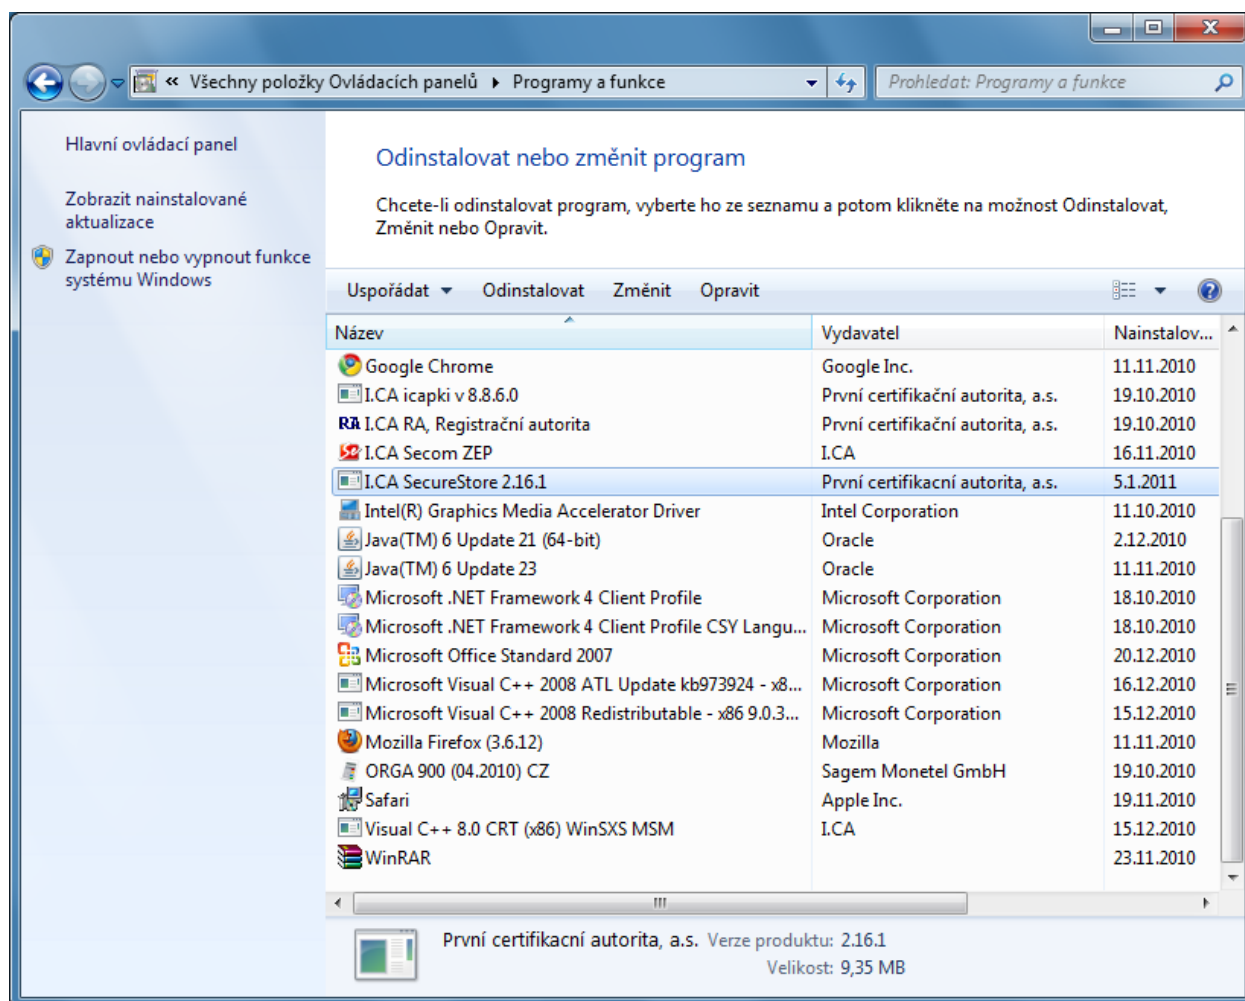 « Všechny položky Ovládacích panelů ▸ Programy a funkce
Prohledat: Programy a funkce
Hlavní ovládací panel
Zobrazit nainstalované
aktualizace
Zapnout nebo vypnout funkce
systému Windows
Odinstalovat nebo změnit program
Chcete-li odinstalovat program, vyberte ho ze seznamu a potom klikněte na možnost Odinstalovat,
Změnit nebo Opravit.
Uspořádat Odinstalovat Změnit Opravit
Název Vydavatel Nainstalov...
Google Chrome Google Inc. 11.11.2010
I.CA icapki v 8.8.6.0 První certifikační autorita, a.s. 19.10.2010
RA I.CA RA, Registrační autorita První certifikační autorita, a.s. 19.10.2010
I.CA Secom ZEP I.CA 16.11.2010
I.CA SecureStore 2.16.1 První certifikacní autorita, a.s. 5.1.2011
Intel(R) Graphics Media Accelerator Driver Intel Corporation 11.10.2010
Java(TM) 6 Update 21 (64-bit) Oracle 2.12.2010
Java(TM) 6 Update 23 Oracle 11.11.2010
Microsoft .NET Framework 4 Client Profile Microsoft Corporation 18.10.2010
Microsoft .NET Framework 4 Client Profile CSY Langu... Microsoft Corporation 18.10.2010
Microsoft Office Standard 2007 Microsoft Corporation 20.12.2010
Microsoft Visual C++ 2008 ATL Update kb973924 - x8... Microsoft Corporation 16.12.2010
Microsoft Visual C++ 2008 Redistributable - x86 9.0.3... Microsoft Corporation 15.12.2010
Mozilla Firefox (3.6.12) Mozilla 11.11.2010
ORGA 900 (04.2010) CZ Sagem Monetel GmbH 19.10.2010
Safari Apple Inc. 19.11.2010
Visual C++ 8.0 CRT (x86) WinSXS MSM I.CA 15.12.2010
WinRAR 23.11.2010
První certifikacní autorita, a.s. Verze produktu: 2.16.1
Velikost: 9,35 MB